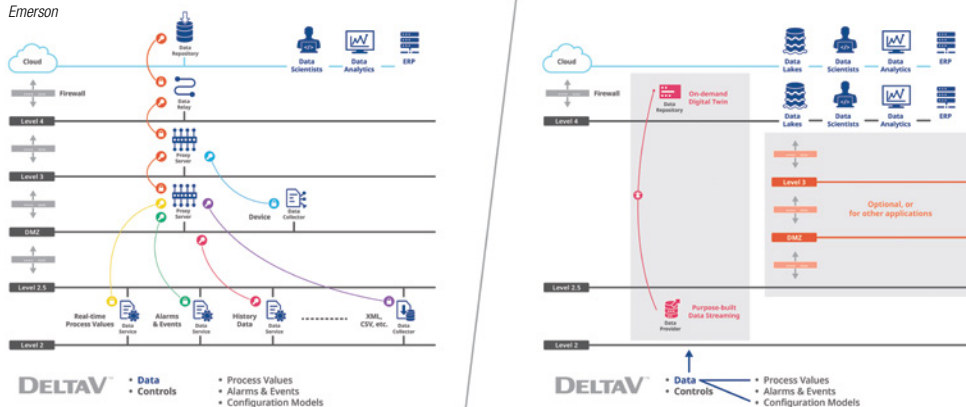 Emerson
Cloud
Data
Repository
Data
Scientists
Data
Analytics
ERP
Firewall
Data
Relay
Level 4
Proxy
Server
Level 3
Proxy
Server
Device
Data
Collector
DMZ
Level 2.5
Real-time
Process Values
Data
Service
Alarms
& Events
Data
Service
History
Data
Data
Service
XML,
CSV, etc.
Data
Collector
Level 2
DELTAV
• Data
• Controls
• Process Values
• Alarms & Events
• Configuration Models
Cloud
Data
Lakes
Data
Scientists
Data
Analytics
ERP
Firewall
Data
Repository
On-demand
Digital Twin
Level 4
Data
Lakes
Data
Scientists
Data
Analytics
ERP
Level 3
Optional, or
for other applications
DMZ
Level 2.5
Data
Provider
Purpose-built
Data Streaming
Level 2
DELTAV
• Data
• Controls
• Process Values
• Alarms & Events
• Configuration Models